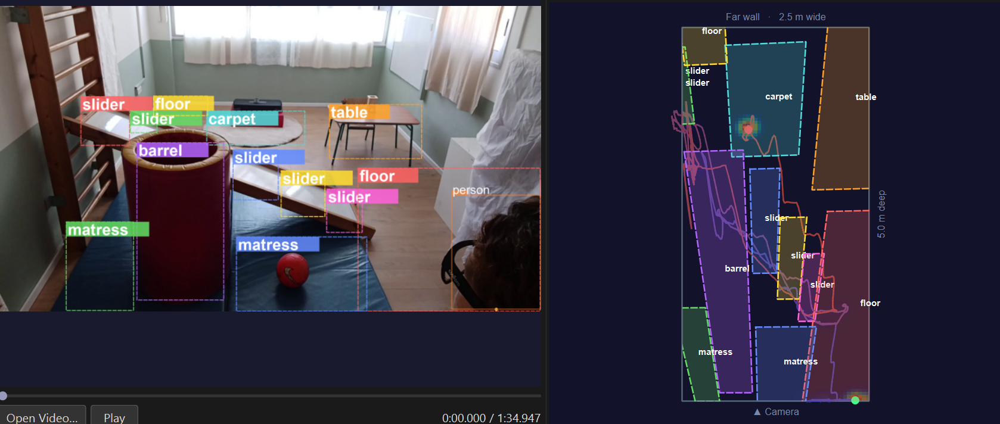 slider
floor
slider
carpet
table
barrel
slider
slider
floor
slider
person
matress
matress
Open Video...
Play
0:00.000 / 1:34.947
Far wall · 2.5 m wide
floor
slider
slider
carpet
table
5.0 m deep
slider
slider
barrel
slider
floor
matress
matress
▲ Camera